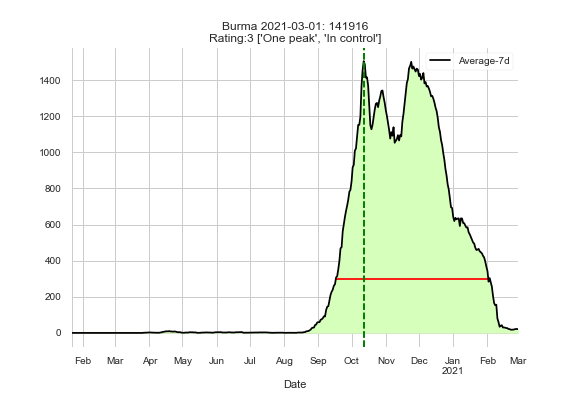 Burma 2021-03-01: 141916
Rating:3 ['One peak', 'In control']
Average-7d
1400
1200
1000
800
600
400
200
0
Feb Mar Apr May Jun Jul Aug Sep Oct Nov Dec Jan Feb Mar
2021
Date